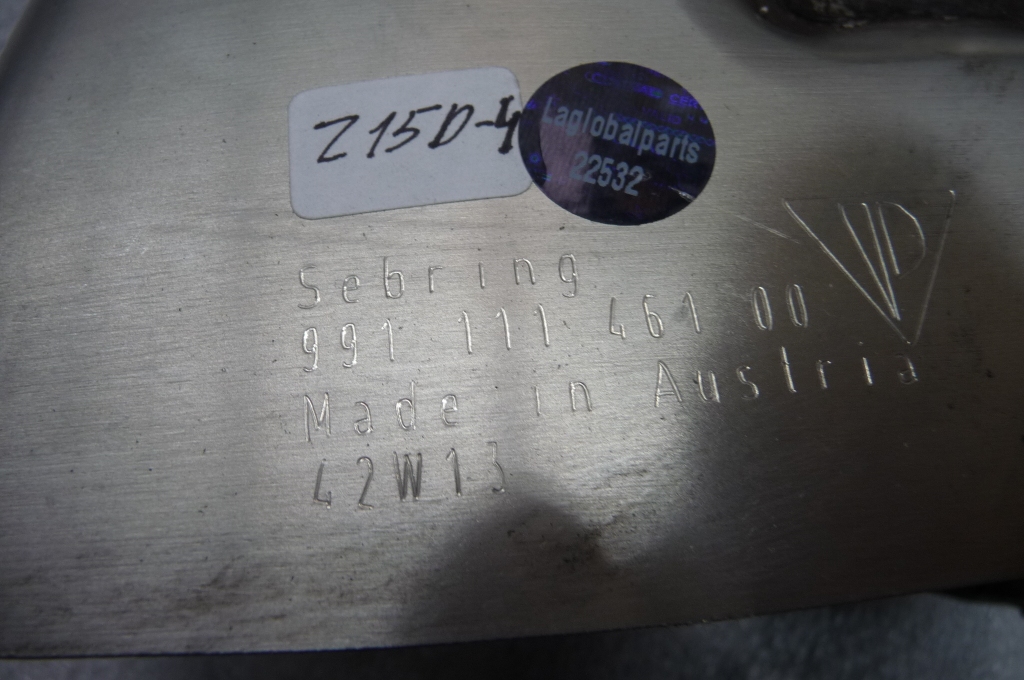 Z15D-4
Laglobalparts
22532
Sebring
991 111 461 00
Made in Austria
42W13